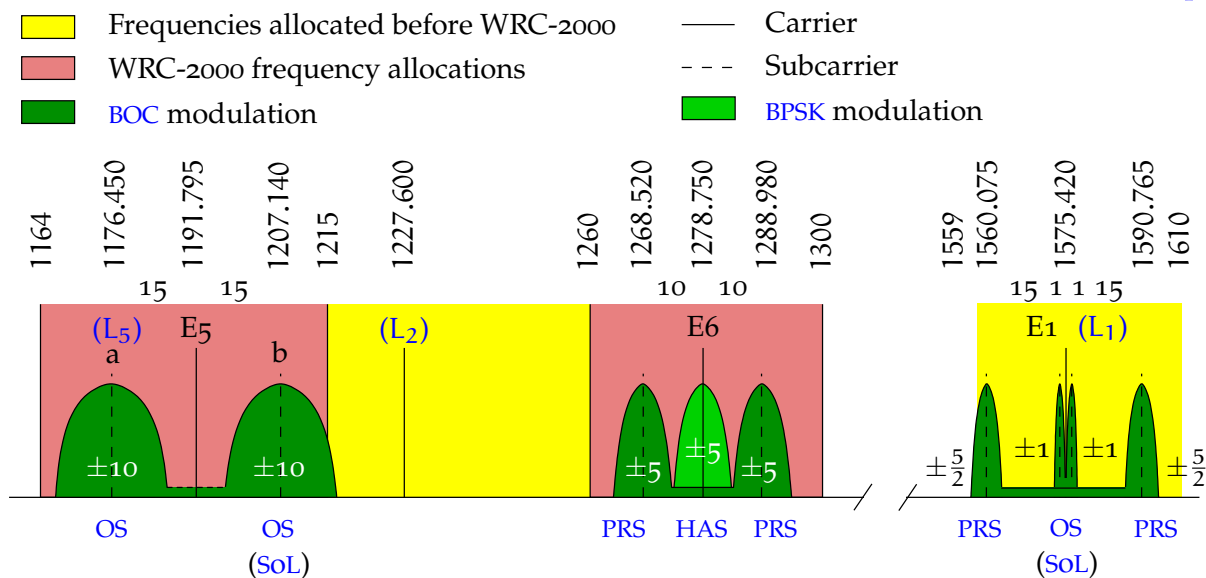 Frequencies allocated before WRC-2000
Carrier
WRC-2000 frequency allocations
Subcarrier
BOC modulation
BPSK modulation
1164
1176.450
1191.795
1207.140
1215
1227.600
1260
1268.520
1278.750
1288.980
1300
1559
1560.075
1575.420
1590.765
1610
15 15
10 10
15 1 1 15
(L5) E5
(L2)
E6
E1 (L1)
a b
±10 ±10
±5 ±5 ±5
±5/2 ±1 ±1 ±5/2
OS OS
PRS HAS PRS
PRS OS PRS
(SoL)
(SoL)